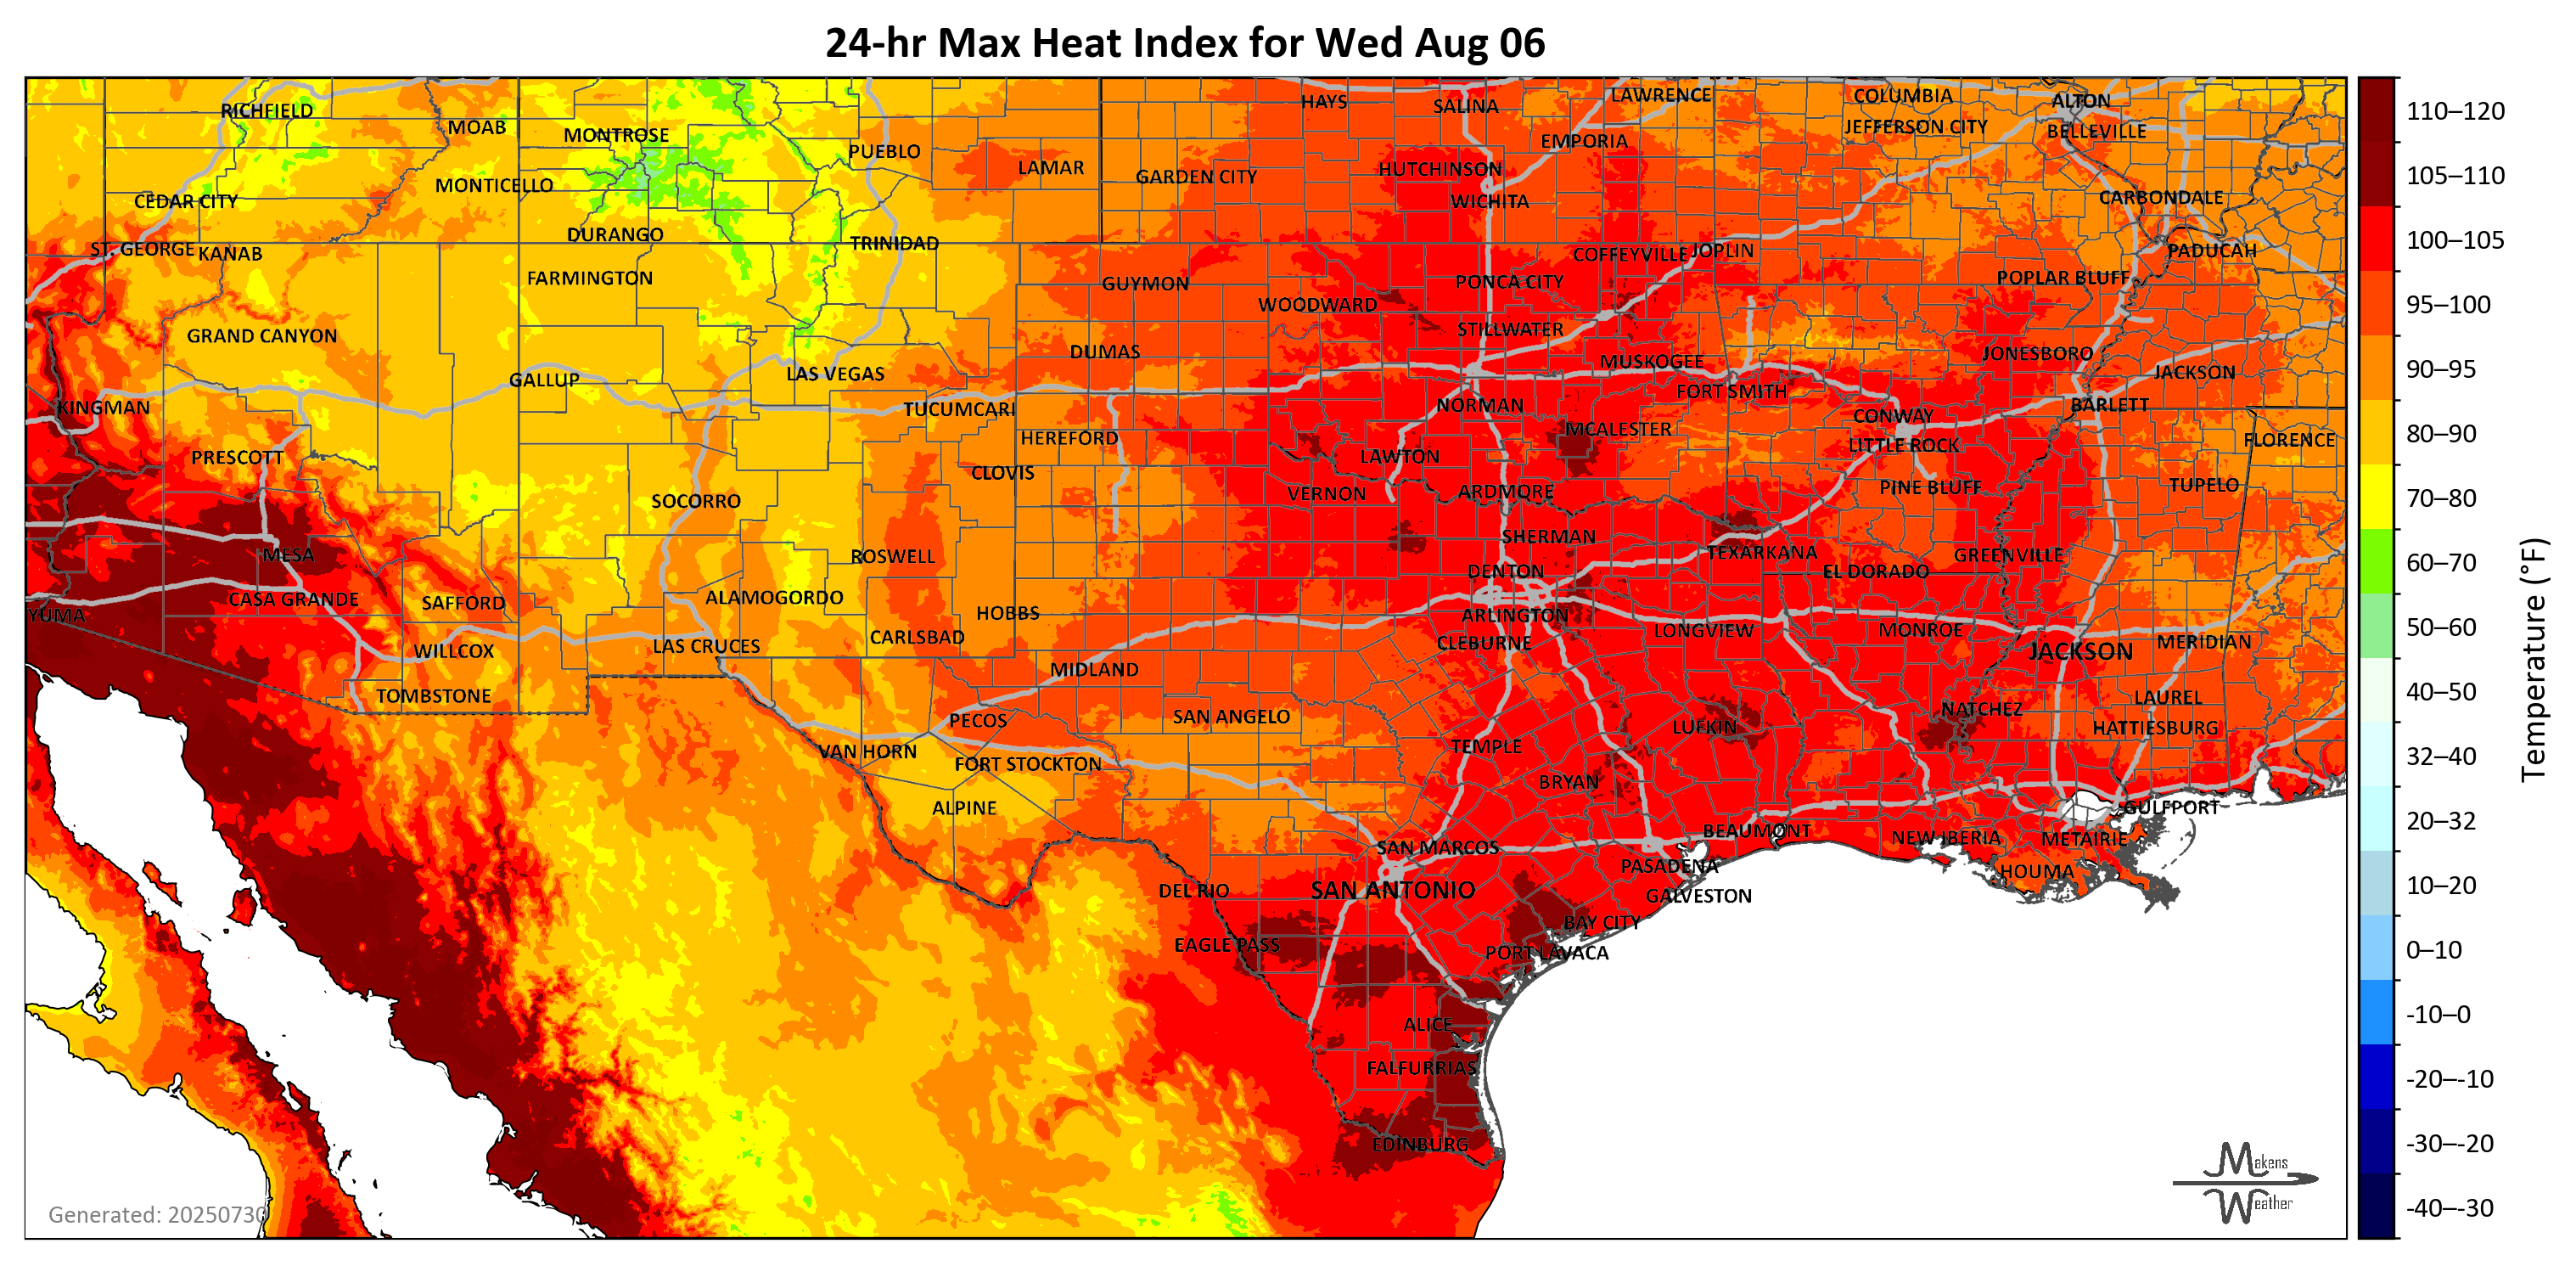 24-hr Max Heat Index for Wed Aug 06
RICHFIELD
MOAB
MONTROSE
PUEBLO
LAMAR
GARDEN CITY
HAYS
SALINA
LAWRENCE
EMPORIA
COLUMBIA
JEFFERSON CITY
ALTON
BELLEVILLE
HUTCHINSON
WICHITA
CARBONDALE
CEDAR CITY
MONTICELLO
DURANGO
TRINIDAD
ST. GEORGE
KANAB
FARMINGTON
GUYMON
WOODWARD
PONCA CITY
COFFEYVILLE
JOPLIN
POPLAR BLUFF
PADUCAH
GRAND CANYON
DUMAS
STILLWATER
MUSKOGEE
JONESBORO
JACKSON
GALLUP
LAS VEGAS
FORT SMITH
KINGMAN
TUCUMCARI
NORMAN
CONWAY
BARLETT
HEREFORD
MCALESTER
LITTLE ROCK
FLORENCE
PRESCOTT
CLOVIS
LAWTON
SOCORRO
VERNON
ARDMORE
PINE BLUFF
TUPELO
MESA
ROSWELL
SHERMAN
TEXARKANA
GREENVILLE
DENTON
EL DORADO
YUMA
CASA GRANDE
SAFFORD
ALAMOGORDO
HOBBS
ARLINGTON
CLEBURNE
LONGVIEW
MONROE
JACKSON
MERIDIAN
WILLCOX
LAS CRUCES
CARLSBAD
MIDLAND
TOMBSTONE
PECOS
SAN ANGELO
LUFKIN
NATCHEZ
LAUREL
HATTIESBURG
VAN HORN
FORT STOCKTON
TEMPLE
BRYAN
ALPINE
GULFPORT
SAN MARCOS
BEAUMONT
NEW IBERIA
METAIRIE
DEL RIO
SAN ANTONIO
PASADENA
GALVESTON
HOUMA
EAGLE PASS
BAY CITY
PORT LAVACA
ALICE
FALFURRIAS
EDINBURG
Generated: 20250730
Makens
Weather
110–120
105–110
100–105
95–100
90–95
80–90
70–80
60–70
50–60
40–50
32–40
20–32
10–20
0–10
-10–0
-20–-10
-30–-20
-40–-30
Temperature (°F)